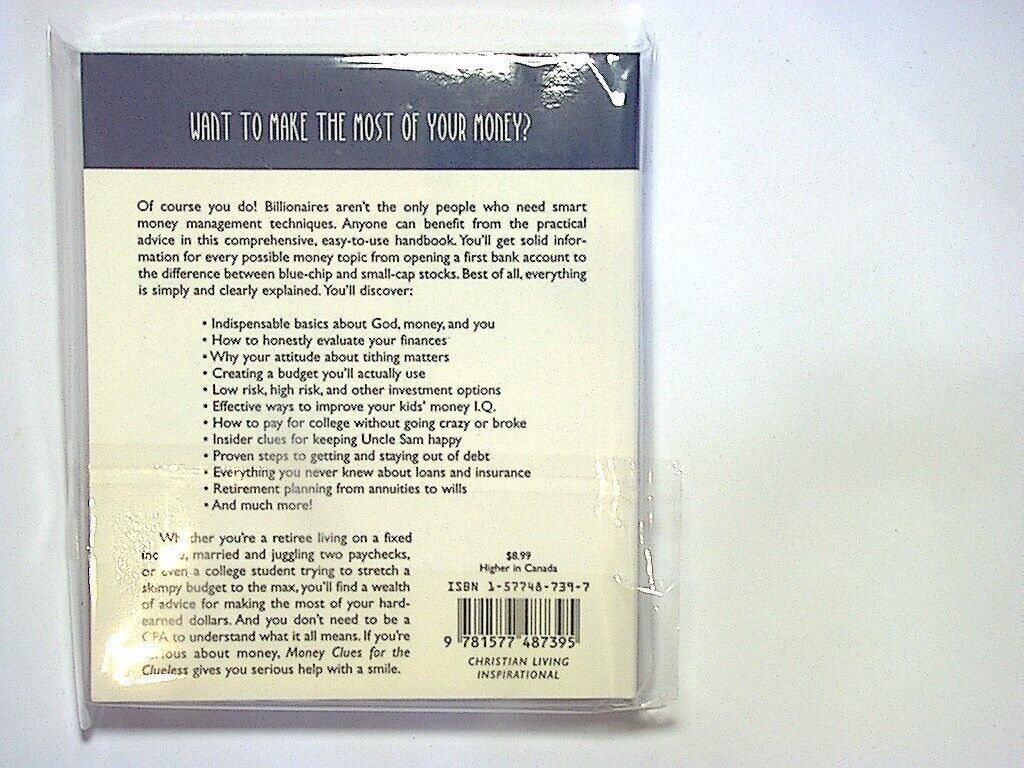 WANT TO MAKE THE MOST OF YOUR MONEY?
Of course you do! Billionaires aren't the only people who need smart
money management techniques. Anyone can benefit from the practical
advice in this comprehensive, easy-to-use handbook. You'll get solid infor-
mation for every possible money topic from opening a first bank account to
the difference between blue-chip and small-cap stocks. Best of all, everything
is simply and clearly explained. You'll discover:
• Indispensable basics about God, money, and you
• How to honestly evaluate your finances
• Why your attitude about tithing matters
• Creating a budget you'll actually use
• Low risk, high risk, and other investment options
• Effective ways to improve your kids' money I.Q.
• How to pay for college without going crazy or broke
• Insider clues for keeping Uncle Sam happy
• Proven steps to getting and staying out of debt
• Everything you never knew about loans and insurance
• Retirement planning from annuities to wills
• And much more!
Whether you're a retiree living on a fixed
income, married and juggling two paychecks,
or even a college student trying to stretch a
skimpy budget to the max, you'll find a wealth
of advice for making the most of your hard-
earned dollars. And you don't need to be a
CPA to understand what it all means. If you're
serious about money, Money Clues for the
Clueless gives you serious help with a smile.
$8.99
Higher in Canada
ISBN 1-57748-739-7
9 781577 487395
CHRISTIAN LIVING
INSPIRATIONAL